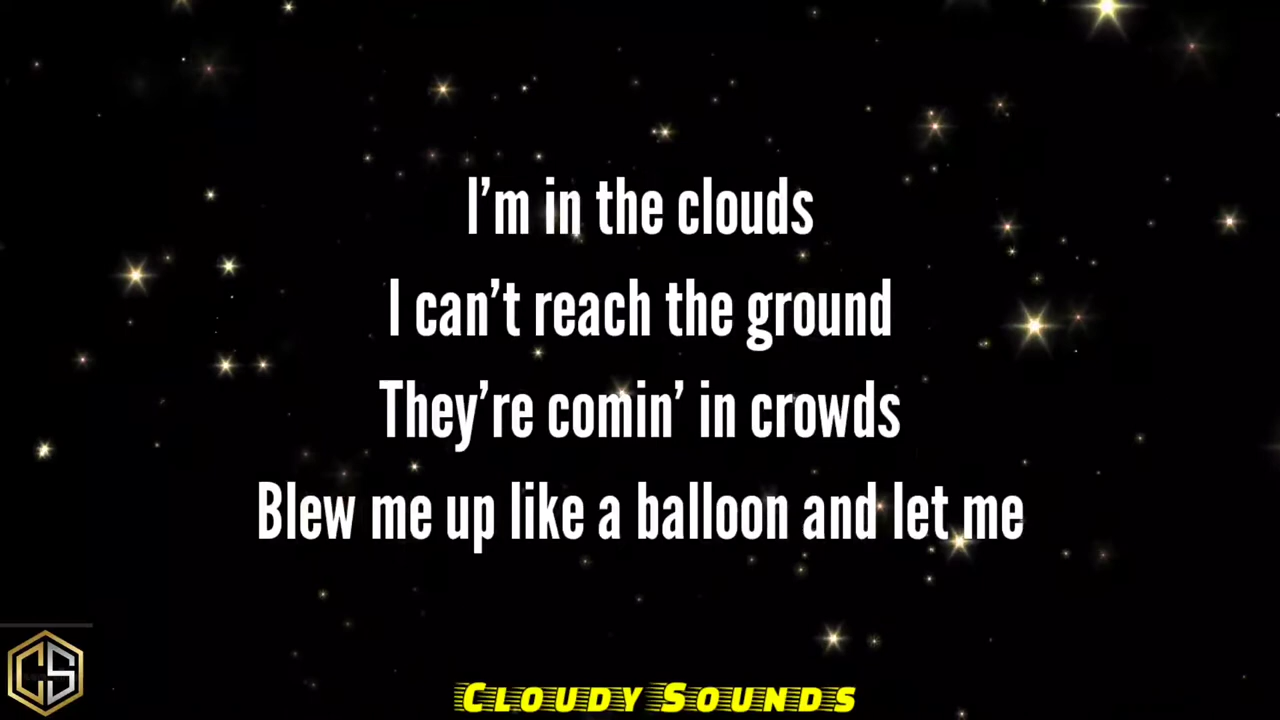 I'm in the clouds
I can't reach the ground
They're comin' in crowds
Blew me up like a balloon and let me
CS
CLOUDY SOUNDS